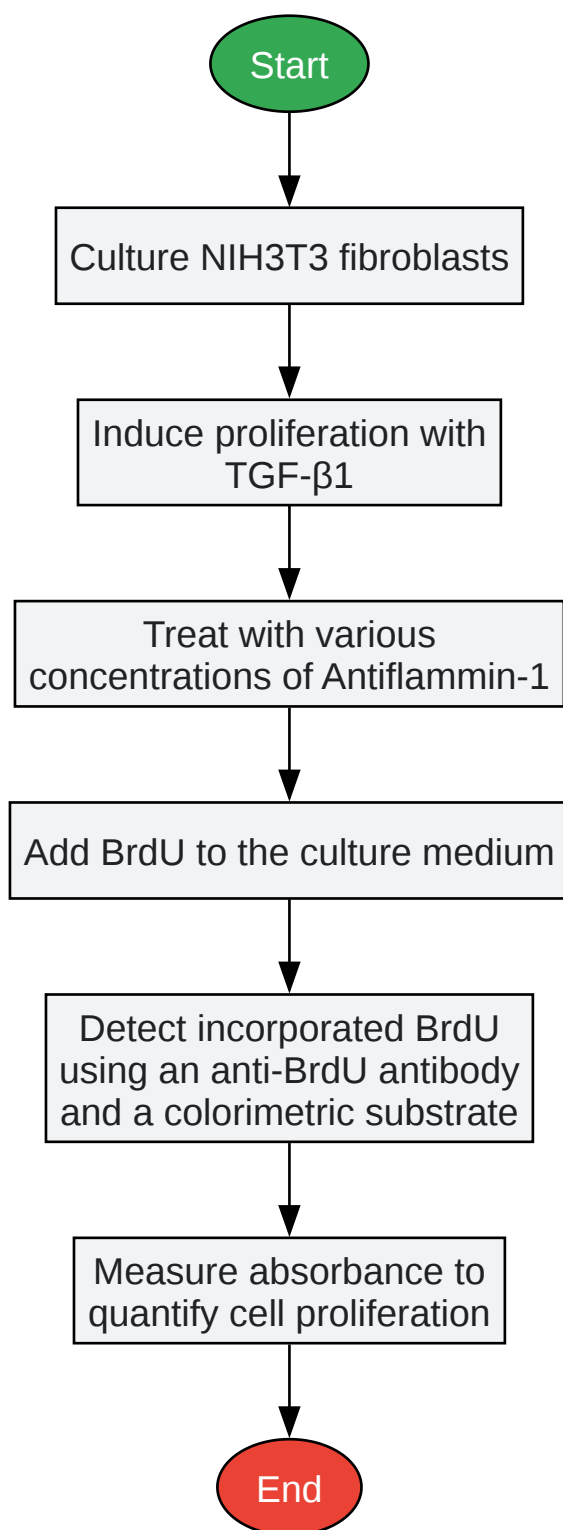 Start
Culture NIH3T3 fibroblasts
Induce proliferation with
TGF-β1
Treat with various
concentrations of Antiflammin-1
Add BrdU to the culture medium
Detect incorporated BrdU
using an anti-BrdU antibody
and a colorimetric substrate
Measure absorbance to
quantify cell proliferation
End